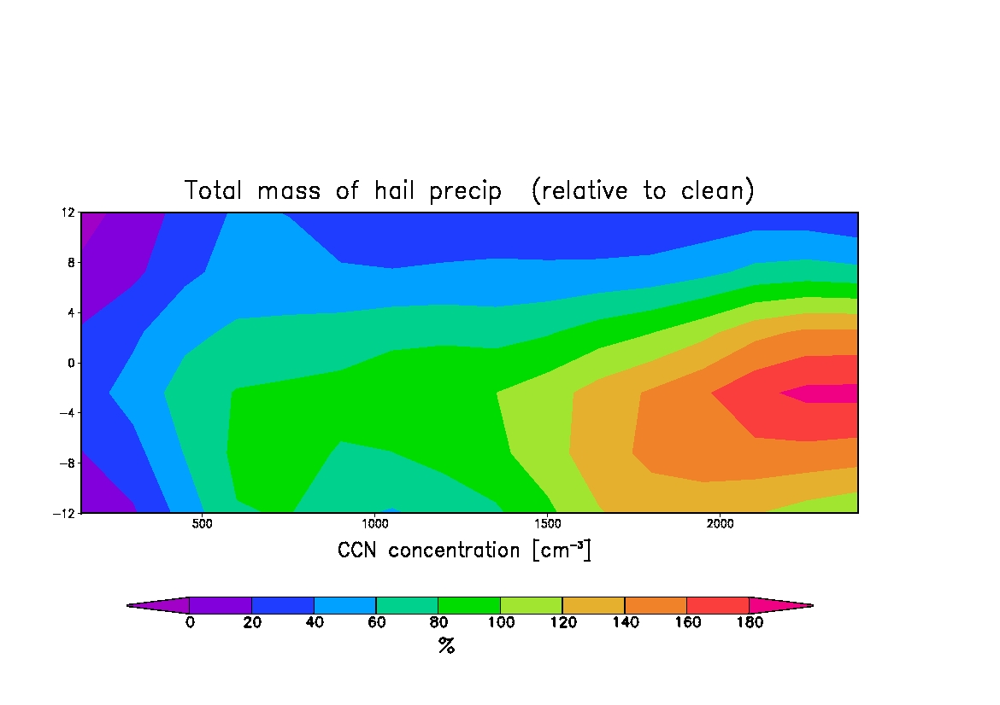 Total mass of hail precip (relative to clean)
12
8
4
0
−4
−8
−12
500 1000 1500 2000
CCN concentration [cm⁻³]
0 20 40 60 80 100 120 140 160 180
%